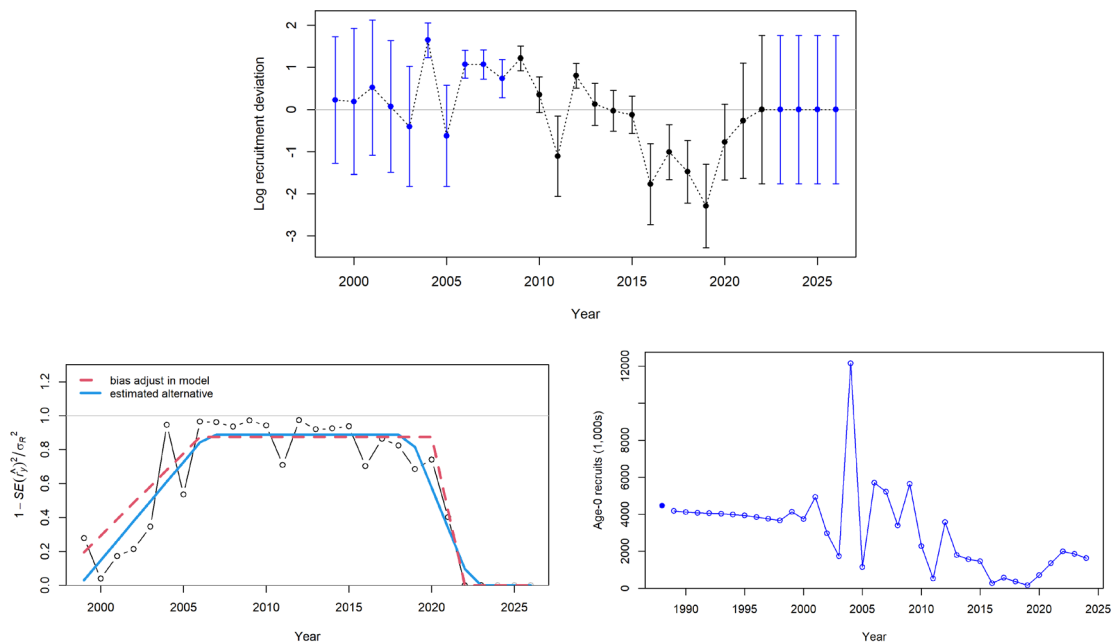 Log recruitment deviation
2
1
0
-1
-2
-3
2000 2005 2010 2015 2020 2025
Year
1 − SE(r̂y)² / σR²
bias adjust in model
estimated alternative
1.2
1.0
0.8
0.6
0.4
0.2
0.0
2000 2005 2010 2015 2020 2025
Year
Age-0 recruits (1,000s)
12000
10000
8000
6000
4000
2000
0
1990 1995 2000 2005 2010 2015 2020 2025
Year